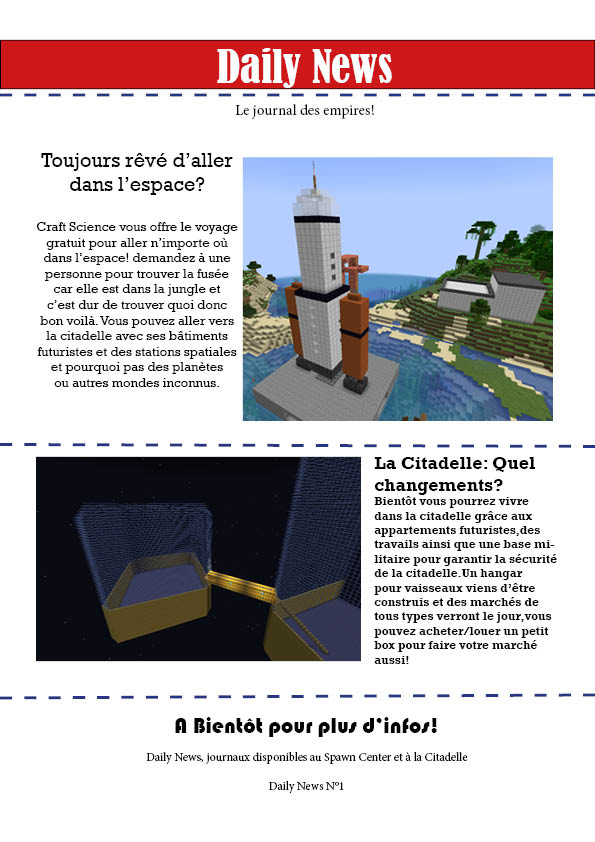 Daily News
Le journal des empires!
Toujours rêvé d’aller
dans l’espace?
Craft Science vous offre le voyage
gratuit pour aller n’importe où
dans l’espace! demandez à une
personne pour trouver la fusée
car elle est dans la jungle et
c’est dur de trouver quoi donc
bon voilà. Vous pouvez aller vers
la citadelle avec ses bâtiments
futuristes et des stations spatiales
et pourquoi pas des planètes
ou autres mondes inconnus.
La Citadelle: Quel
changements?
Bientôt vous pourrez vivre
dans la citadelle grâce aux
appartements futuristes,des
travails ainsi que une base mi-
litaire pour garantir la sécurité
de la citadelle.Un hangar
pour vaisseaux viens d’être
construis et des marchés de
tous types verront le jour,vous
pouvez acheter/louer un petit
box pour faire votre marché
aussi!
A Bientôt pour plus d’infos!
Daily News, journaux disponibles au Spawn Center et à la Citadelle
Daily News N°1